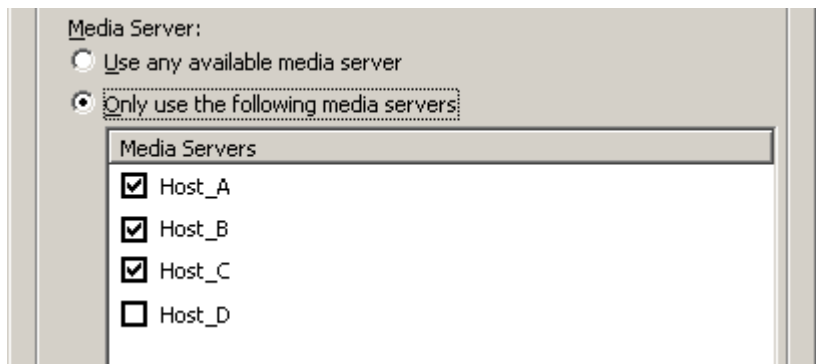 Media Server:
Use any available media server
Only use the following media servers
Media Servers
Host_A
Host_B
Host_C
Host_D